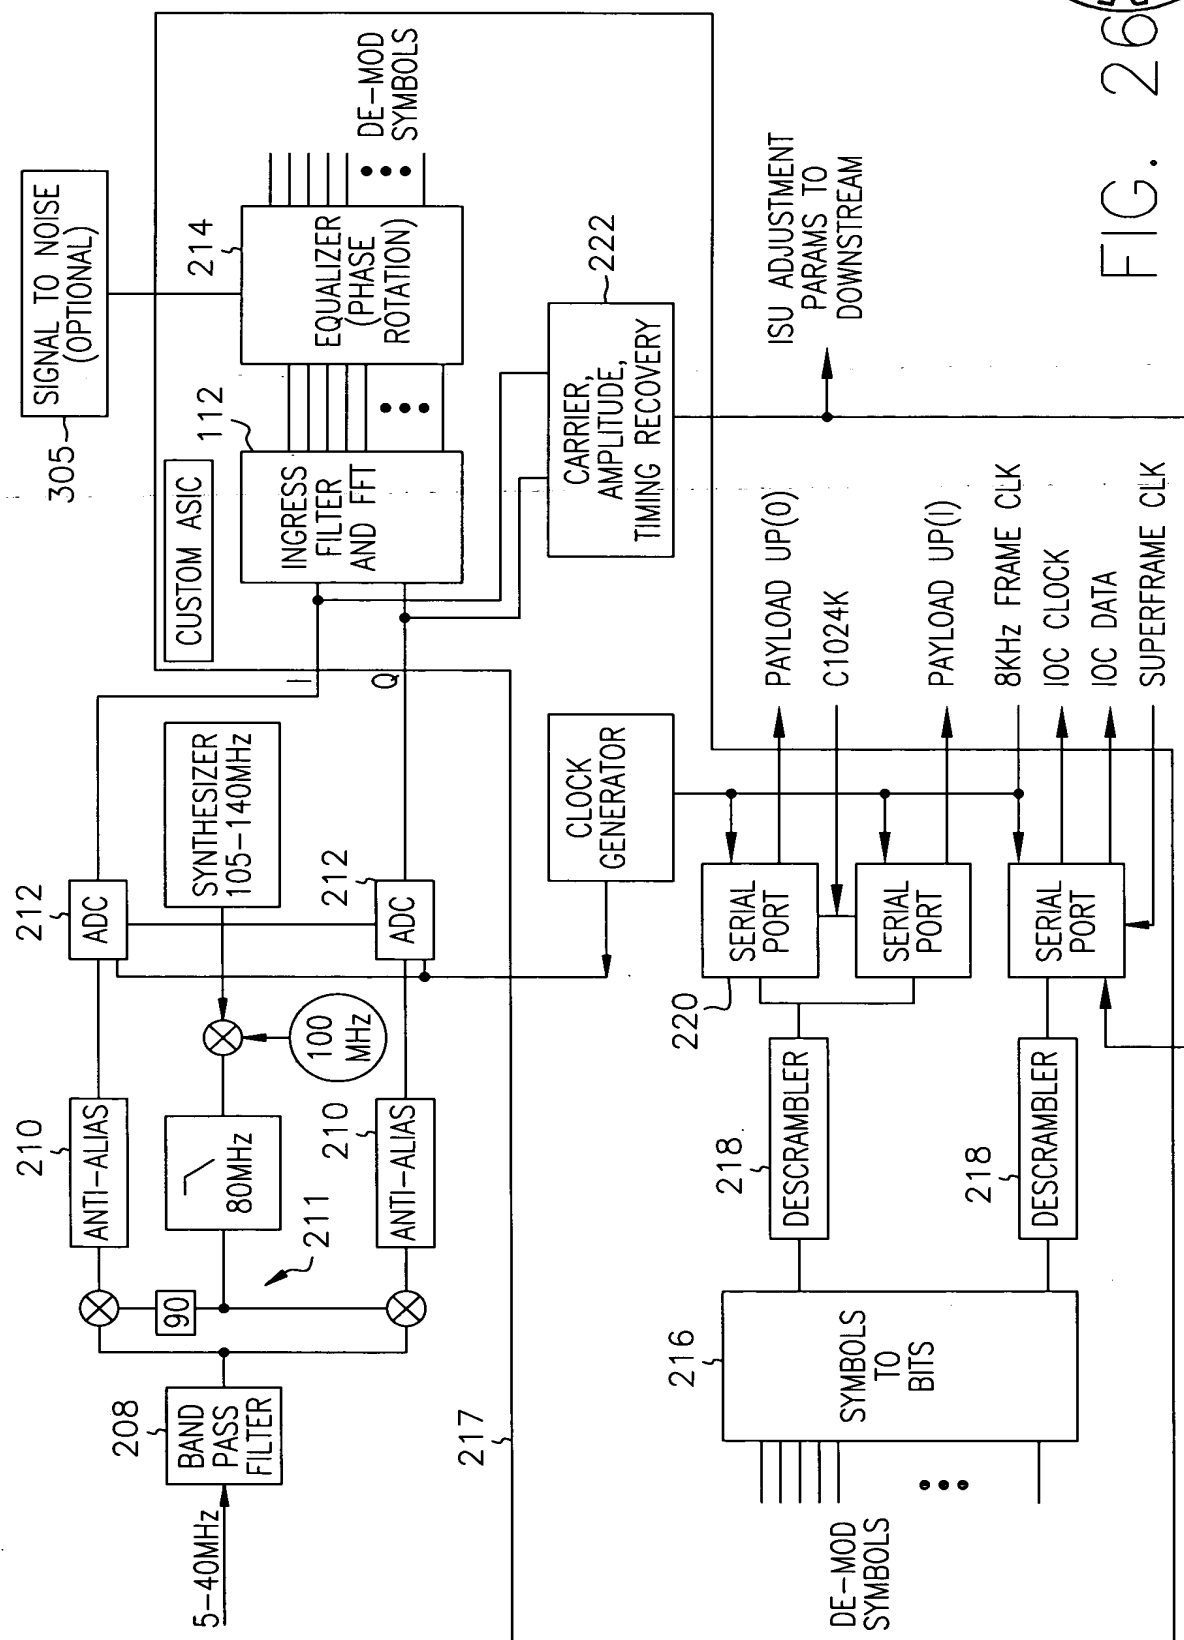 305
SIGNAL TO NOISE
(OPTIONAL)
CUSTOM ASIC
5-40MHz
208
BAND
PASS
FILTER
90
211
210
ANTI-ALIAS
80MHz
210
ANTI-ALIAS
100
MHz
212
ADC
SYNTHESIZER
105-140MHz
212
ADC
I
Q
112
INGRESS
FILTER
AND FFT
214
EQUALIZER
(PHASE
ROTATION)
DE-MOD
SYMBOLS
217
CLOCK
GENERATOR
222
CARRIER,
AMPLITUDE,
TIMING RECOVERY
ISU ADJUSTMENT
PARAMS TO
DOWNSTREAM
DE-MOD
SYMBOLS
216
SYMBOLS
TO
BITS
218
DESCRAMBLER
218
DESCRAMBLER
220
SERIAL
PORT
SERIAL
PORT
SERIAL
PORT
PAYLOAD UP(0)
C1024K
PAYLOAD UP(1)
8KHz FRAME CLK
IOC CLOCK
IOC DATA
SUPERFRAME CLK
FIG. 26